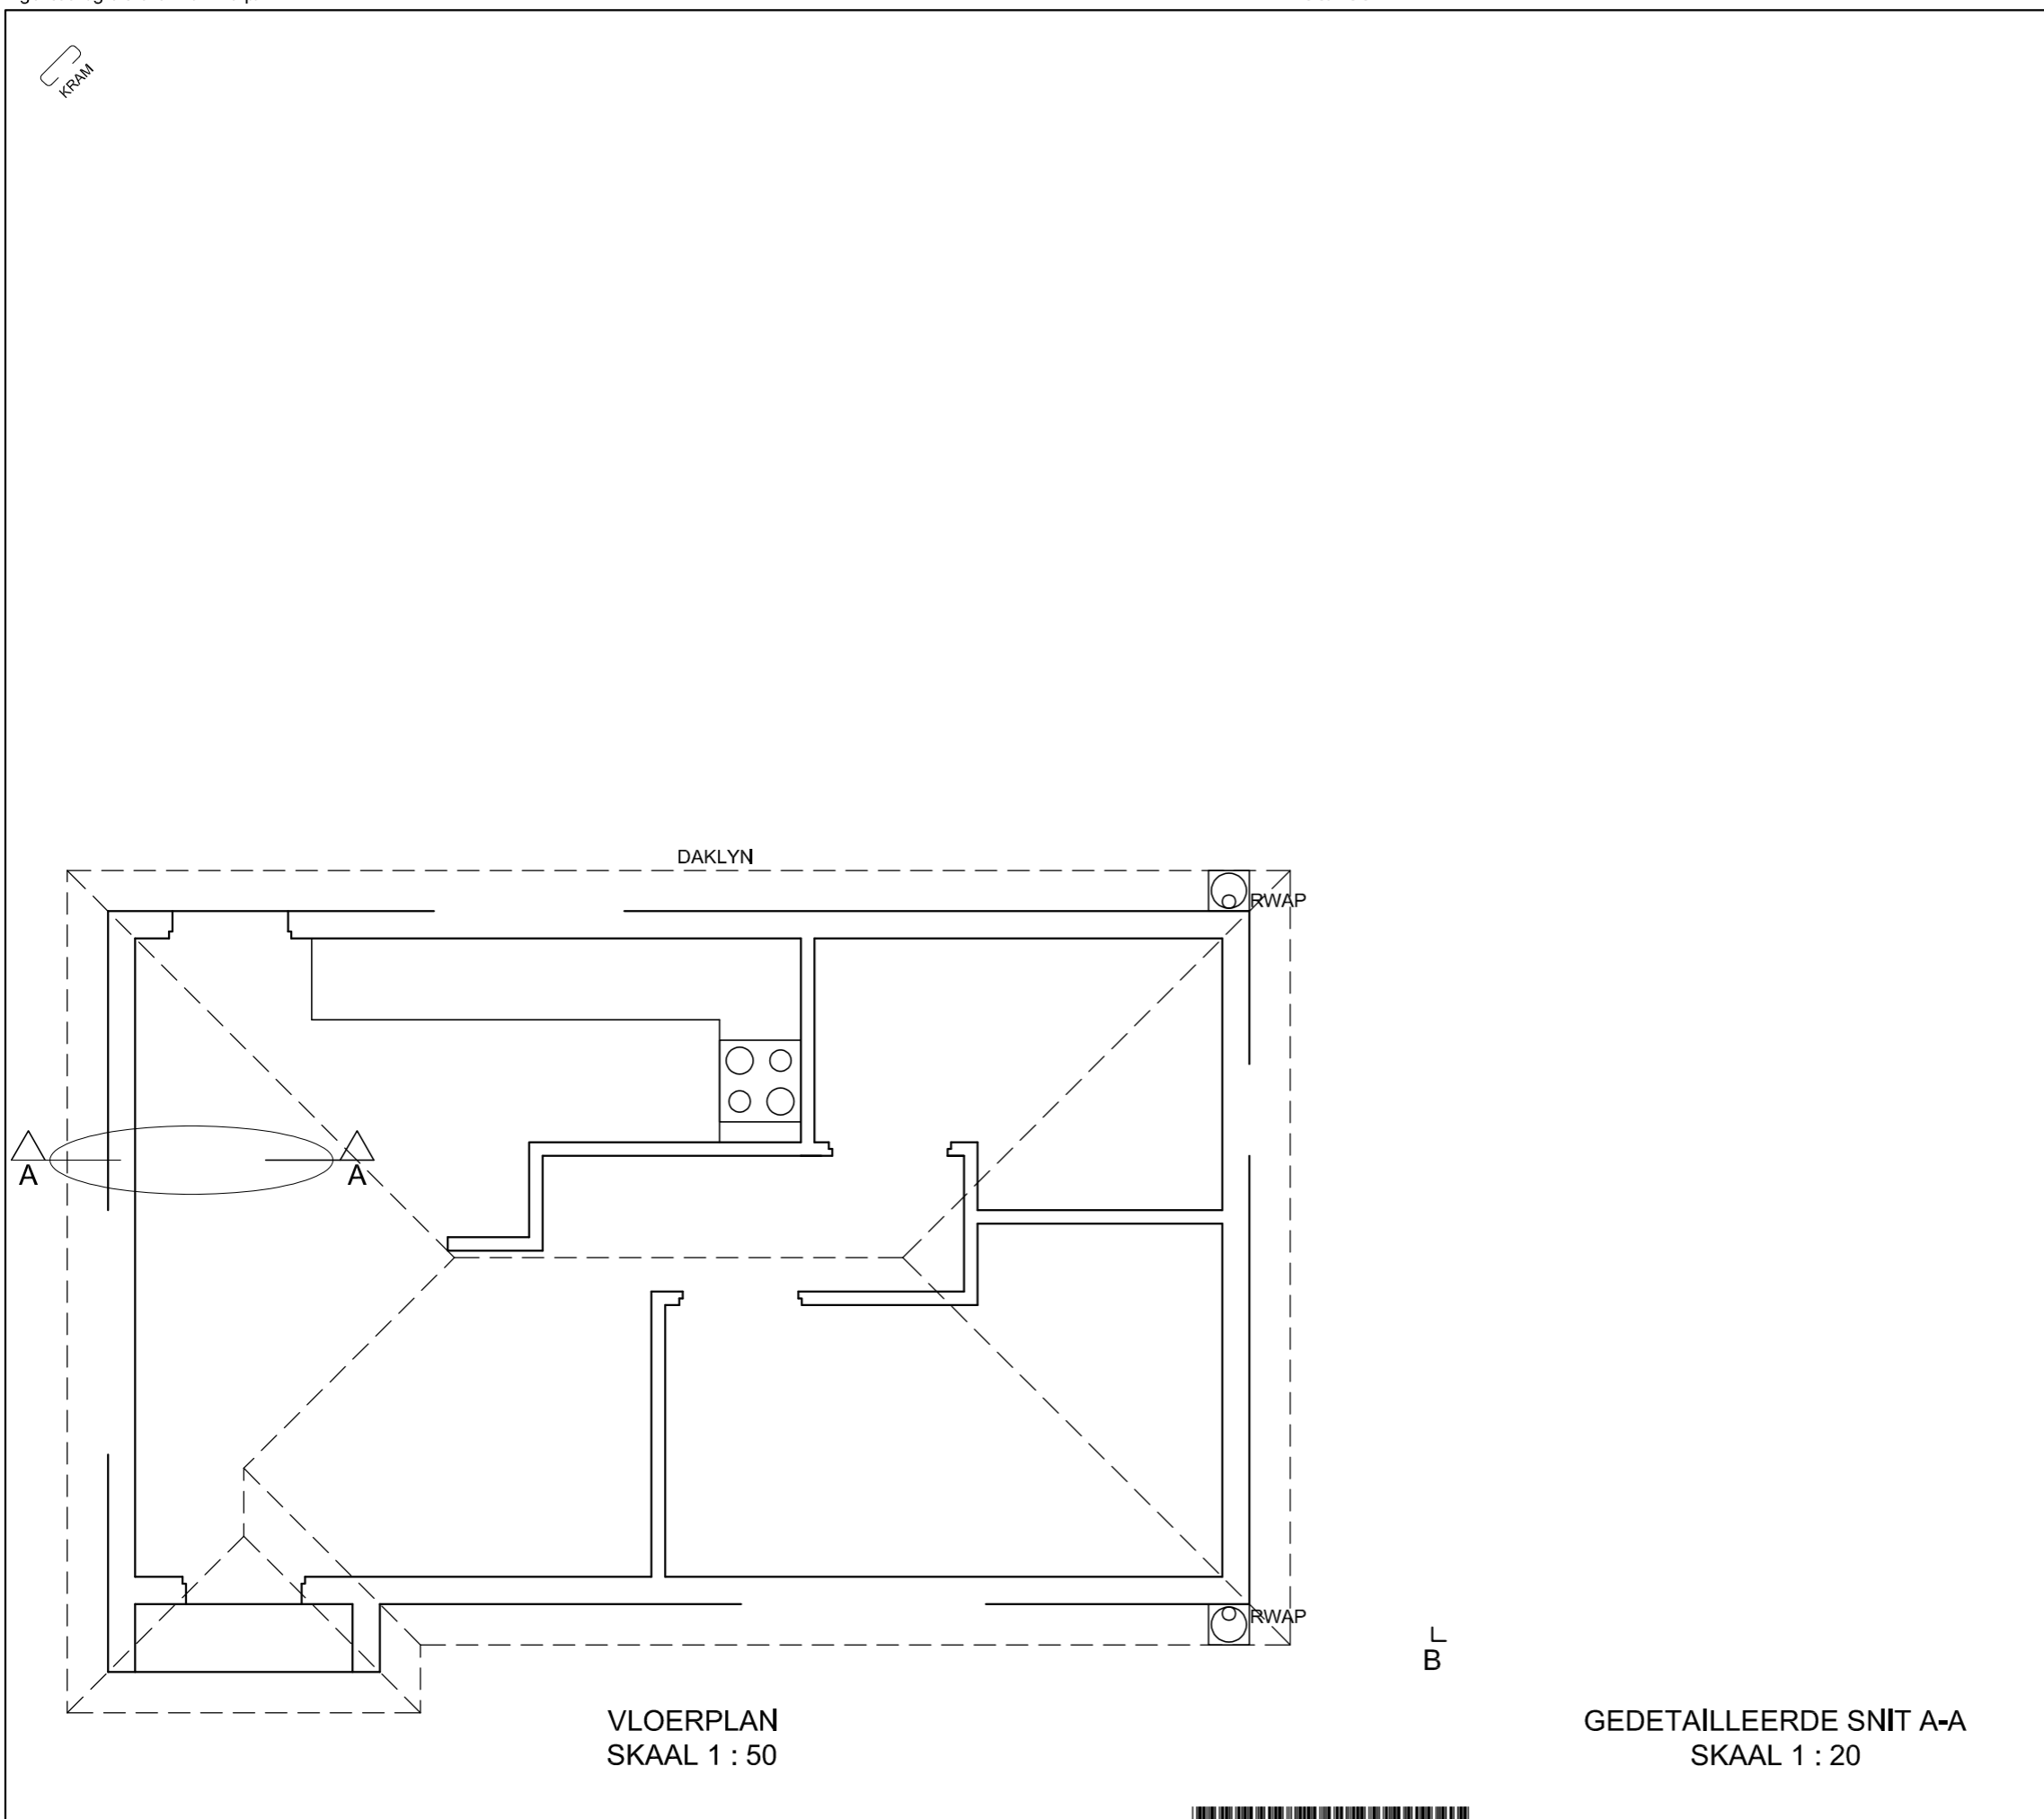 KRAM
DAKLYN
RWAP
A
A
RWAP
B
VLOERPLAN
SKAAL 1 : 50
GEDETAILLEERDE SNIT A-A
SKAAL 1 : 20